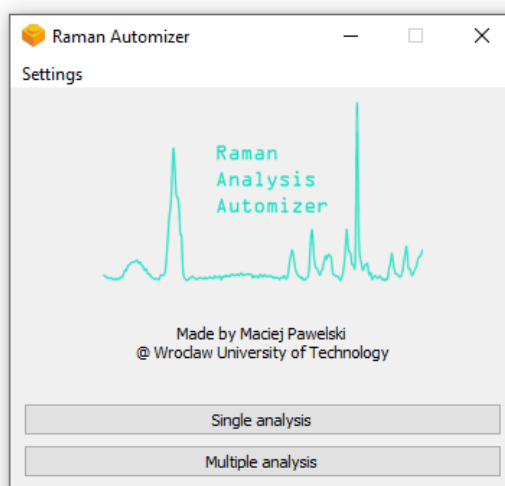 Raman Automizer
Settings
Raman
Analysis
Automizer
Made by Maciej Pawelski
@ Wroclaw University of Technology
Single analysis
Multiple analysis